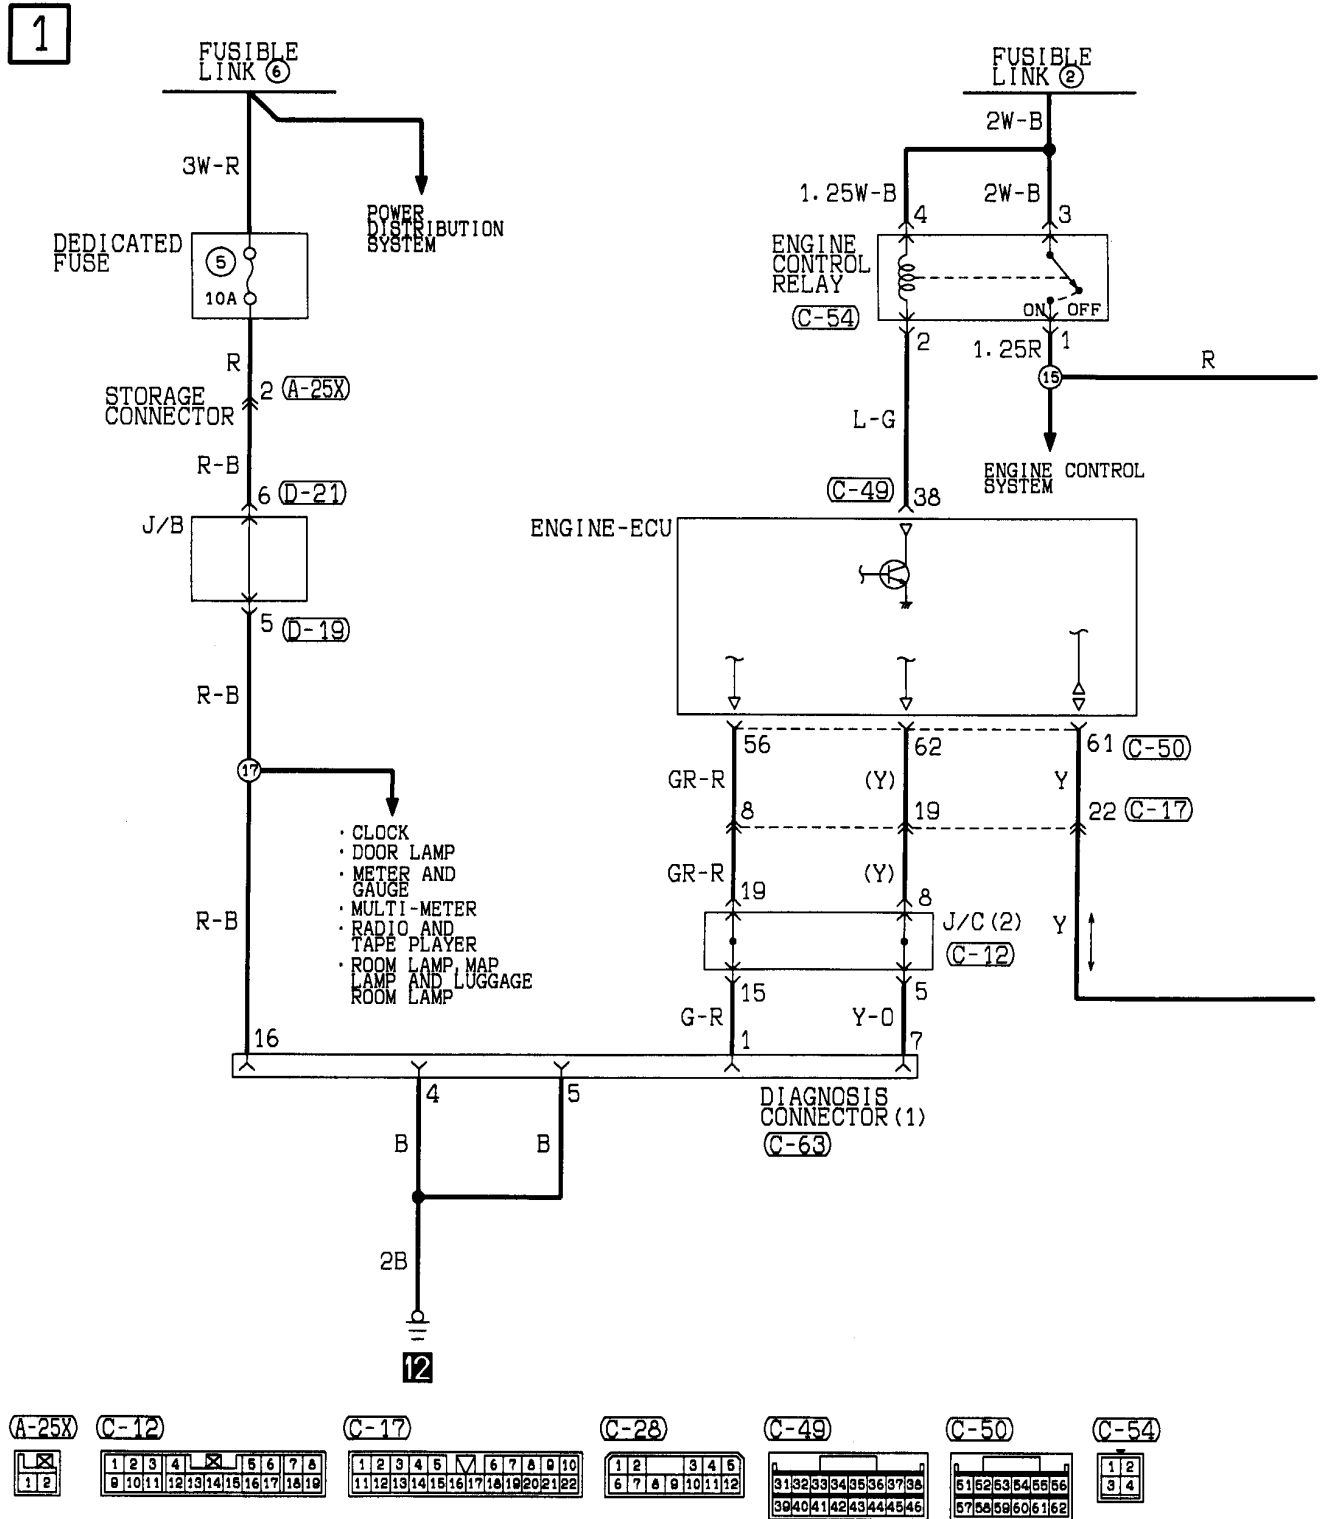 1
FUSIBLE
LINK ⑥
FUSIBLE
LINK ②
2W-B
3W-R
1.25W-B
2W-B
4
3
POWER
DISTRIBUTION
SYSTEM
DEDICATED
FUSE
⑤
10A
ENGINE
CONTROL
RELAY
C-54
ON
OFF
2
1
1.25R
R
R
⑮
2
A-25X
STORAGE
CONNECTOR
L-G
R-B
ENGINE CONTROL
SYSTEM
6
D-21
C-49
38
J/B
ENGINE-ECU
5
D-19
R-B
56
62
61
C-50
⑰
GR-R
(Y)
Y
8
19
22
C-17
· CLOCK
· DOOR LAMP
· METER AND
GAUGE
· MULTI-METER
· RADIO AND
TAPE PLAYER
· ROOM LAMP, MAP
LAMP AND LUGGAGE
ROOM LAMP
GR-R
(Y)
19
8
R-B
J/C(2)
Y
C-12
15
5
G-R
Y-O
16
1
7
4
5
DIAGNOSIS
CONNECTOR(1)
C-63
B
B
2B
12
A-25X
C-12
C-17
C-28
C-49
C-50
C-54
1 2
1 2 3 4 5 6 7 8
9 10 11 12 13 14 15 16 17 18 19
1 2 3 4 5 6 7 8 9 10
11 12 13 14 15 16 17 18 19 20 21 22
1 2 3 4 5
6 7 8 9 10 11 12
31 32 33 34 35 36 37 38
39 40 41 42 43 44 45 46
51 52 53 54 55 56
57 58 59 60 61 62
1 2
3 4